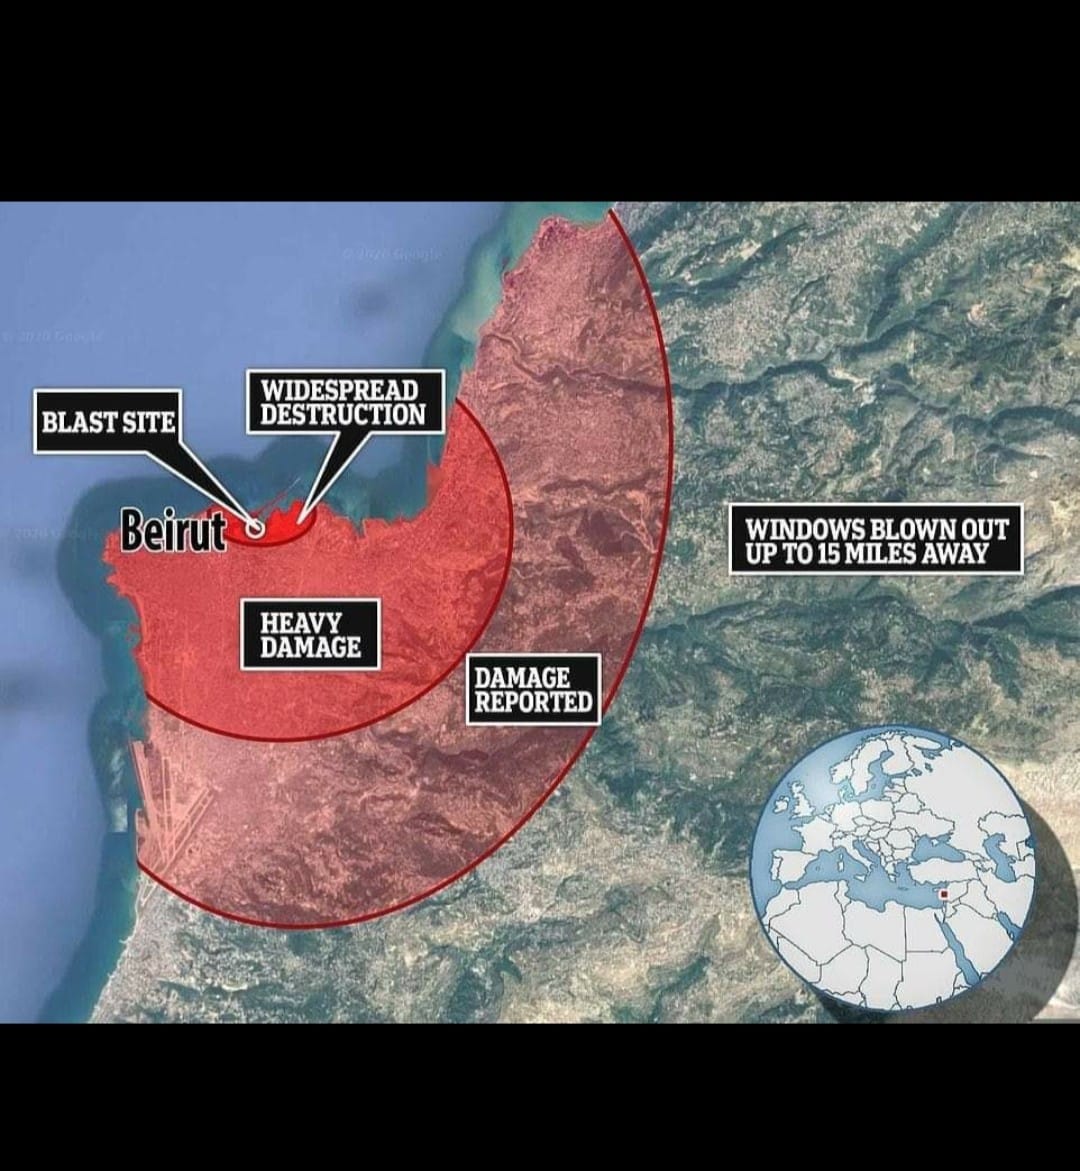 © 2020 Google
© 2020 Google
WIDESPREAD
DESTRUCTION
BLAST SITE
Beirut
WINDOWS BLOWN OUT
UP TO 15 MILES AWAY
HEAVY
DAMAGE
DAMAGE
REPORTED